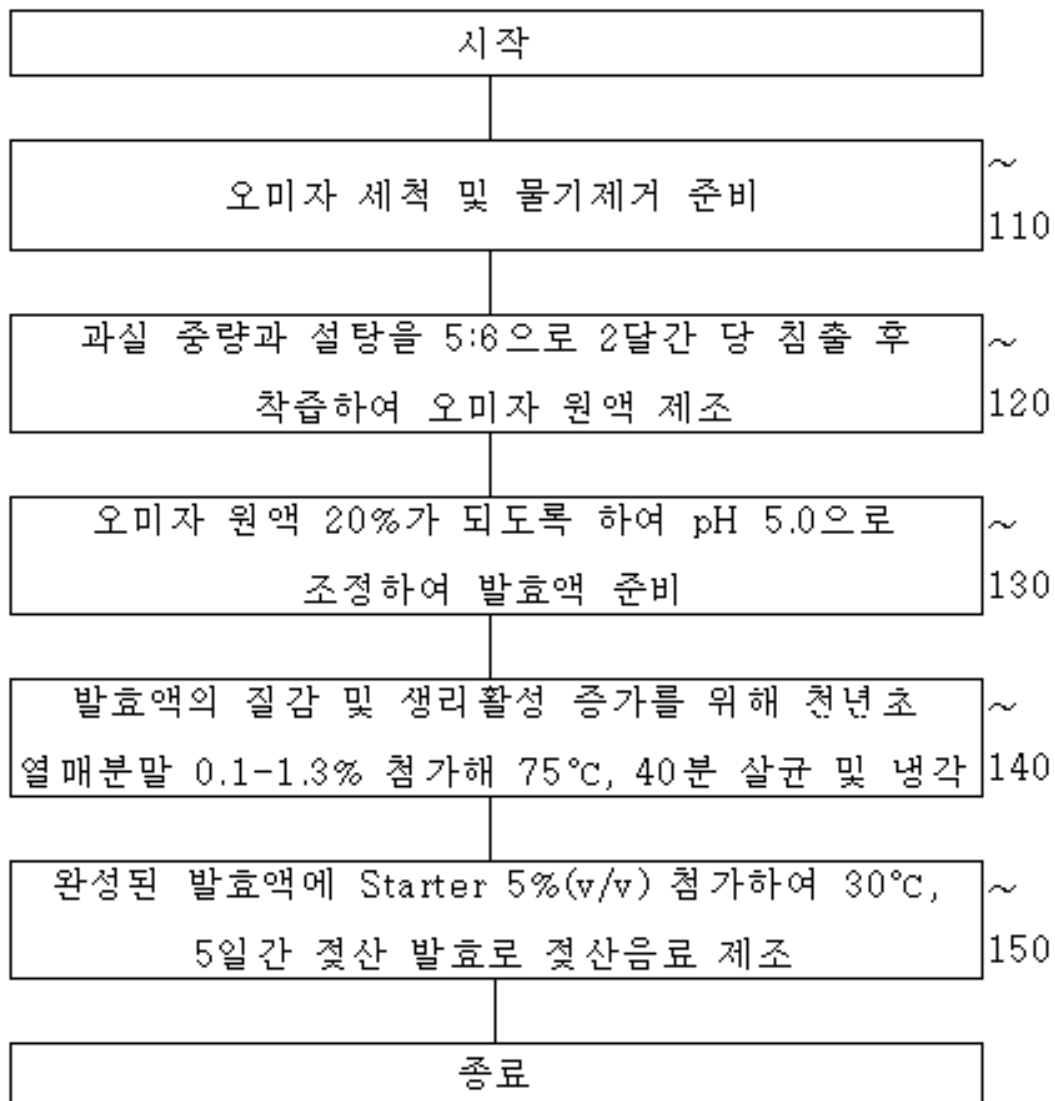 시작
오미자 세척 및 물기제거 준비
~
110
과실 중량과 설탕을 5:6으로 2달간 당 침출 후
~
착즙하여 오미자 원액 제조
120
오미자 원액 20%가 되도록 하여 pH 5.0으로
~
조정하여 발효액 준비
130
발효액의 질감 및 생리활성 증가를 위해 천년초
~
열매분말 0.1-1.3% 첨가해 75℃, 40분 살균 및 냉각
140
완성된 발효액에 Starter 5%(v/v) 첨가하여 30℃,
~
5일간 젖산 발효로 젖산음료 제조
150
종료